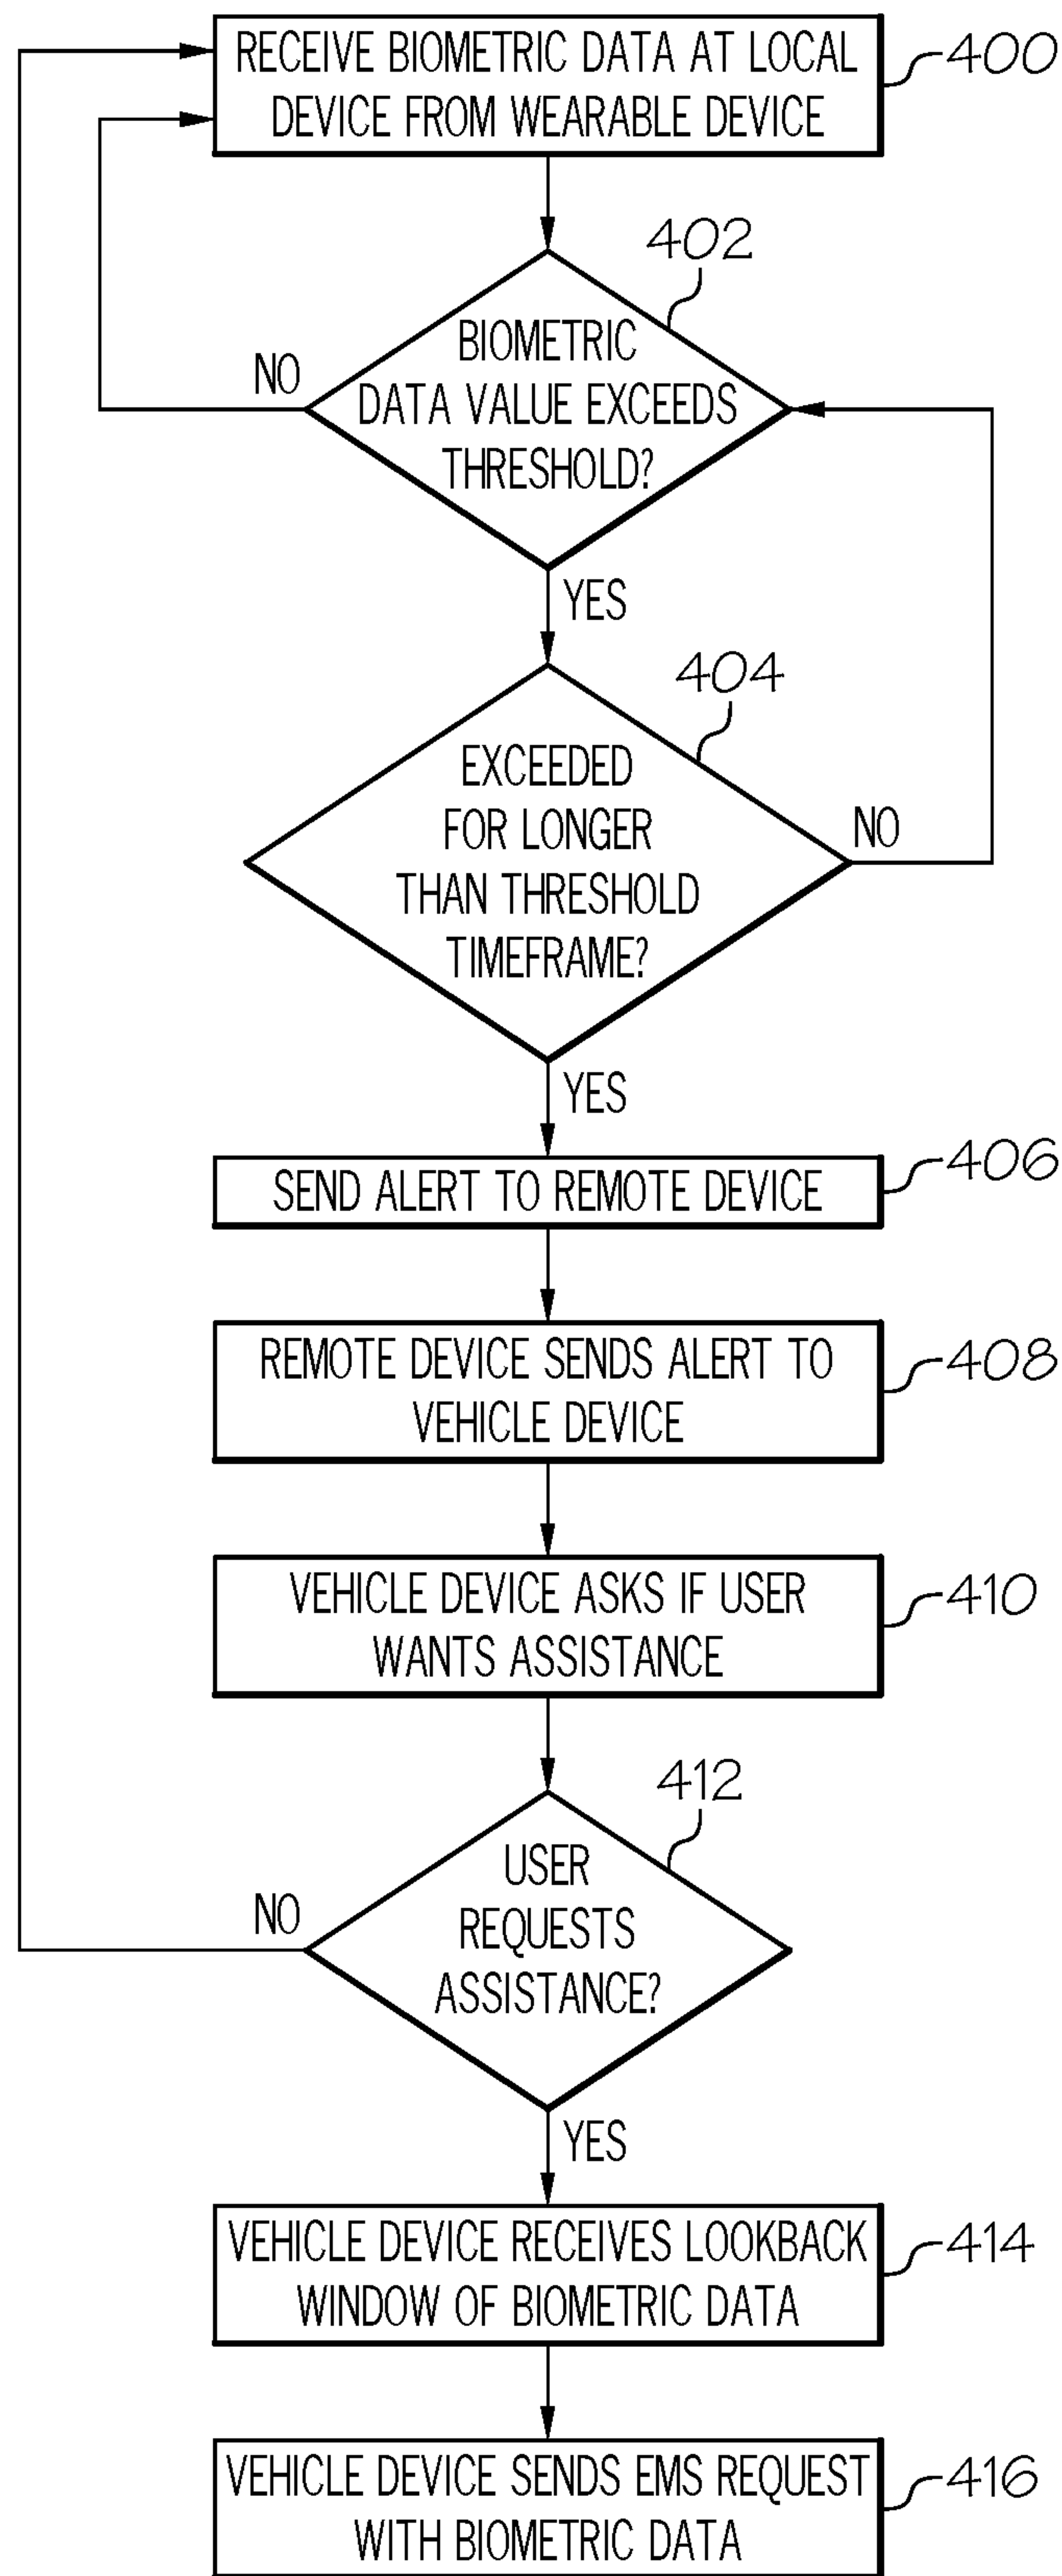 RECEIVE BIOMETRIC DATA AT LOCAL
DEVICE FROM WEARABLE DEVICE
400
402
BIOMETRIC
DATA VALUE EXCEEDS
THRESHOLD?
NO
YES
404
EXCEEDED
FOR LONGER
THAN THRESHOLD
TIMEFRAME?
NO
YES
SEND ALERT TO REMOTE DEVICE
406
REMOTE DEVICE SENDS ALERT TO
VEHICLE DEVICE
408
VEHICLE DEVICE ASKS IF USER
WANTS ASSISTANCE
410
412
USER
REQUESTS
ASSISTANCE?
NO
YES
VEHICLE DEVICE RECEIVES LOOKBACK
WINDOW OF BIOMETRIC DATA
414
VEHICLE DEVICE SENDS EMS REQUEST
WITH BIOMETRIC DATA
416